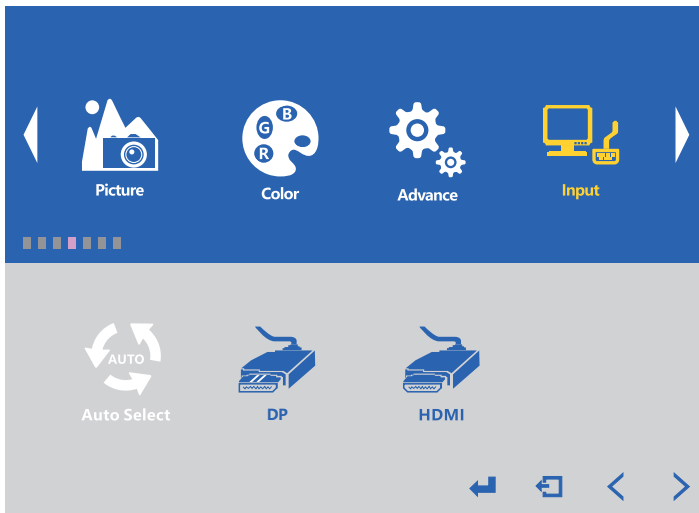 B
G
R
Picture
Color
Advance
Input
AUTO
Auto Select
DP
HDMI